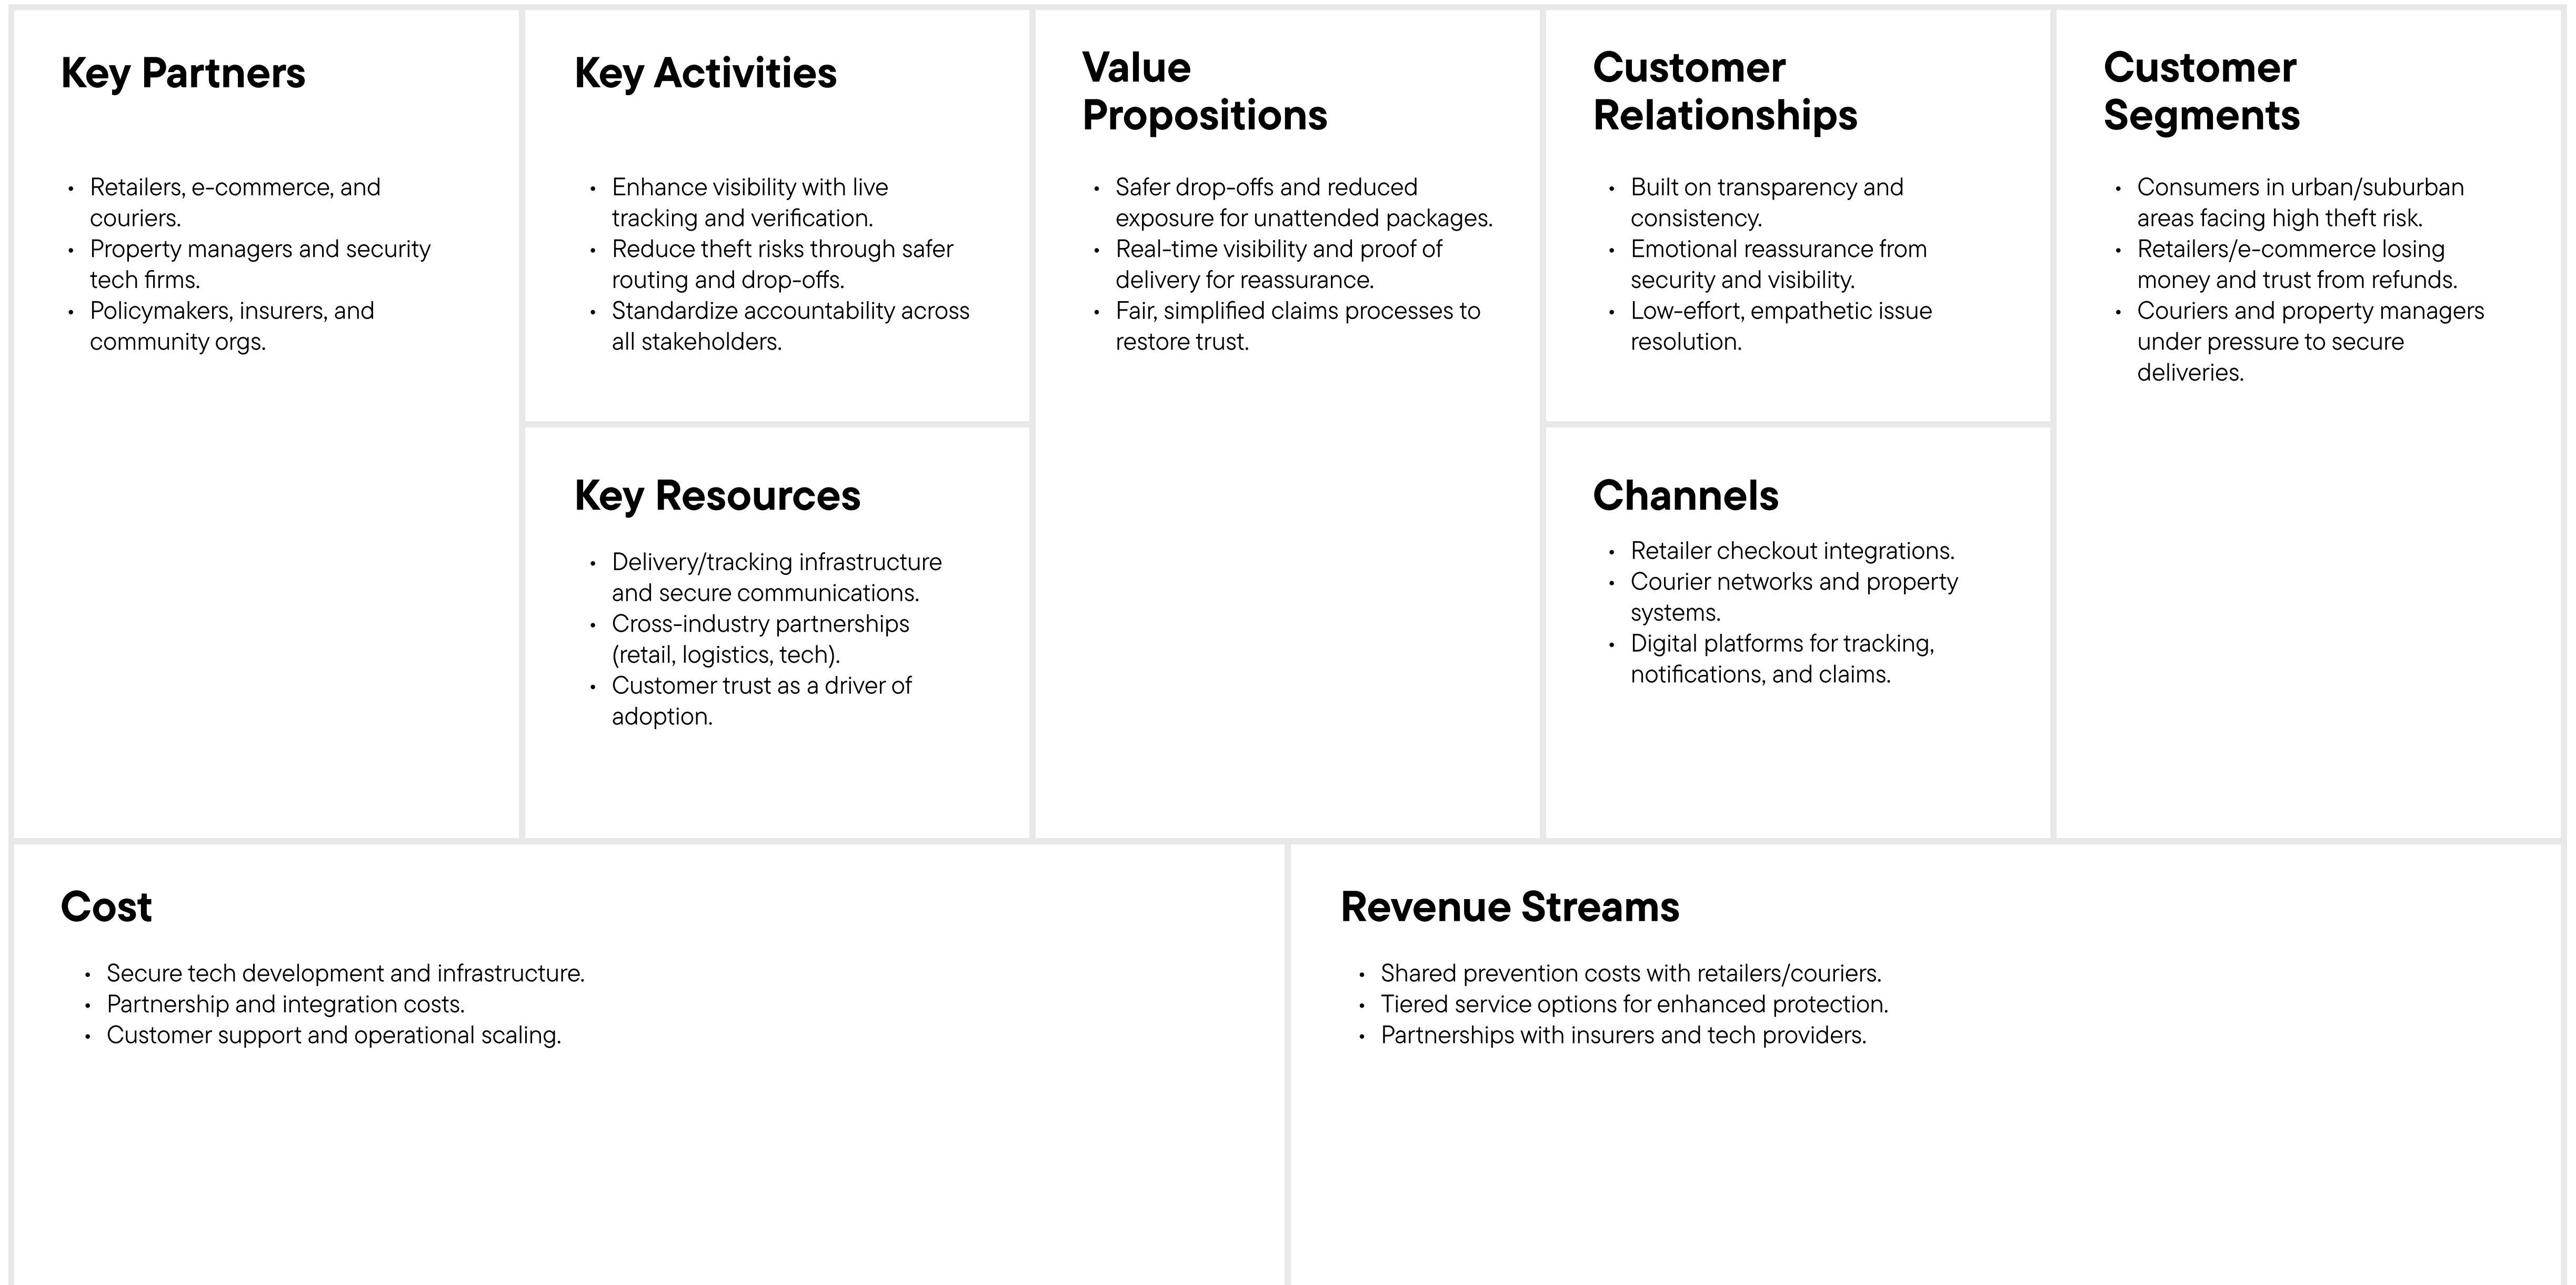 Key Partners
• Retailers, e-commerce, and
couriers.
• Property managers and security
tech firms.
• Policymakers, insurers, and
community orgs.
Key Activities
• Enhance visibility with live
tracking and verification.
• Reduce theft risks through safer
routing and drop-offs.
• Standardize accountability across
all stakeholders.
Key Resources
• Delivery/tracking infrastructure
and secure communications.
• Cross-industry partnerships
(retail, logistics, tech).
• Customer trust as a driver of
adoption.
Value
Propositions
• Safer drop-offs and reduced
exposure for unattended packages.
• Real-time visibility and proof of
delivery for reassurance.
• Fair, simplified claims processes to
restore trust.
Customer
Relationships
• Built on transparency and
consistency.
• Emotional reassurance from
security and visibility.
• Low-effort, empathetic issue
resolution.
Channels
• Retailer checkout integrations.
• Courier networks and property
systems.
• Digital platforms for tracking,
notifications, and claims.
Customer
Segments
• Consumers in urban/suburban
areas facing high theft risk.
• Retailers/e-commerce losing
money and trust from refunds.
• Couriers and property managers
under pressure to secure
deliveries.
Cost
• Secure tech development and infrastructure.
• Partnership and integration costs.
• Customer support and operational scaling.
Revenue Streams
• Shared prevention costs with retailers/couriers.
• Tiered service options for enhanced protection.
• Partnerships with insurers and tech providers.